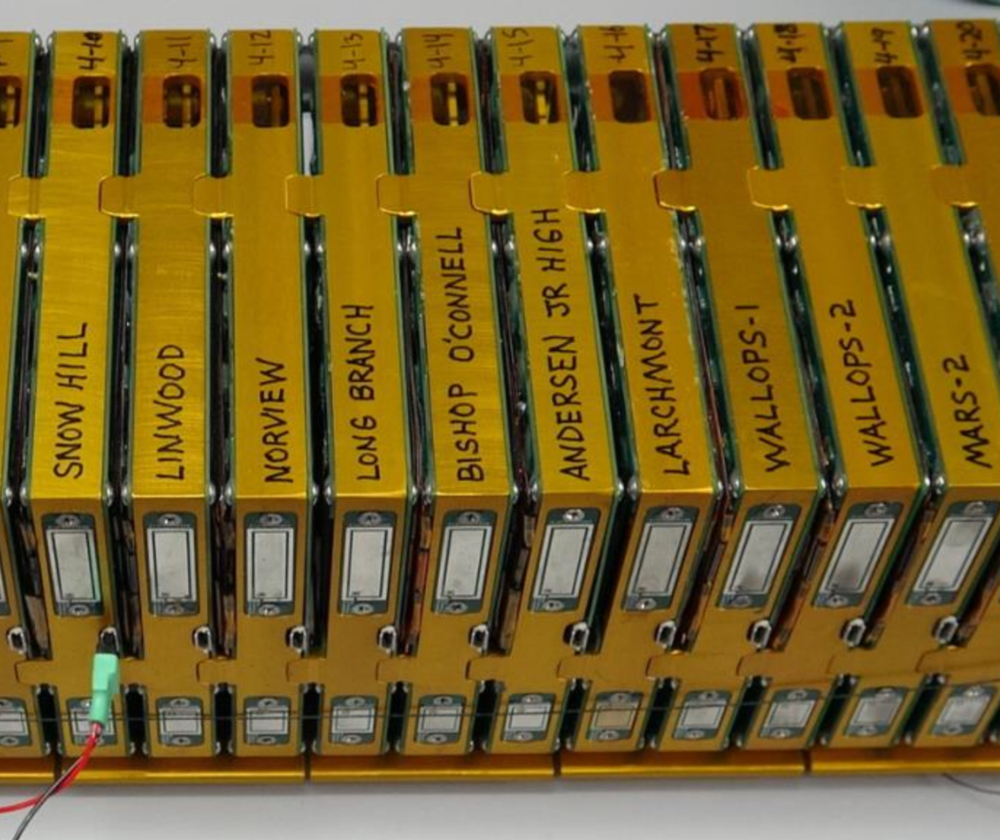 4-10
SNOW HILL
4-11
LINWOOD
4-12
NORVIEW
4-13
LONG BRANCH
4-14
BISHOP O'CONNELL
4-15
ANDERSEN JR HIGH
4-16
LARCHMONT
4-17
WALLOPS-1
4-18
WALLOPS-2
4-19
MARS-2
4-20